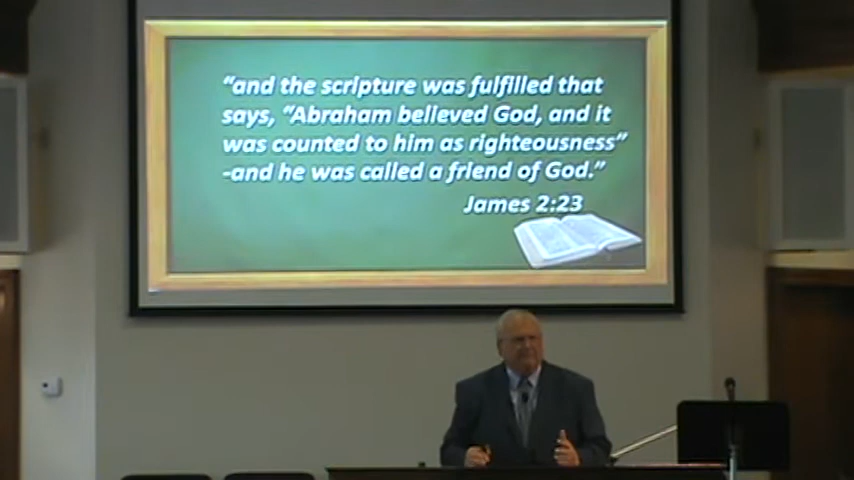 “and the scripture was fulfilled that
says, “Abraham believed God, and it
was counted to him as righteousness”
-and he was called a friend of God.”
James 2:23